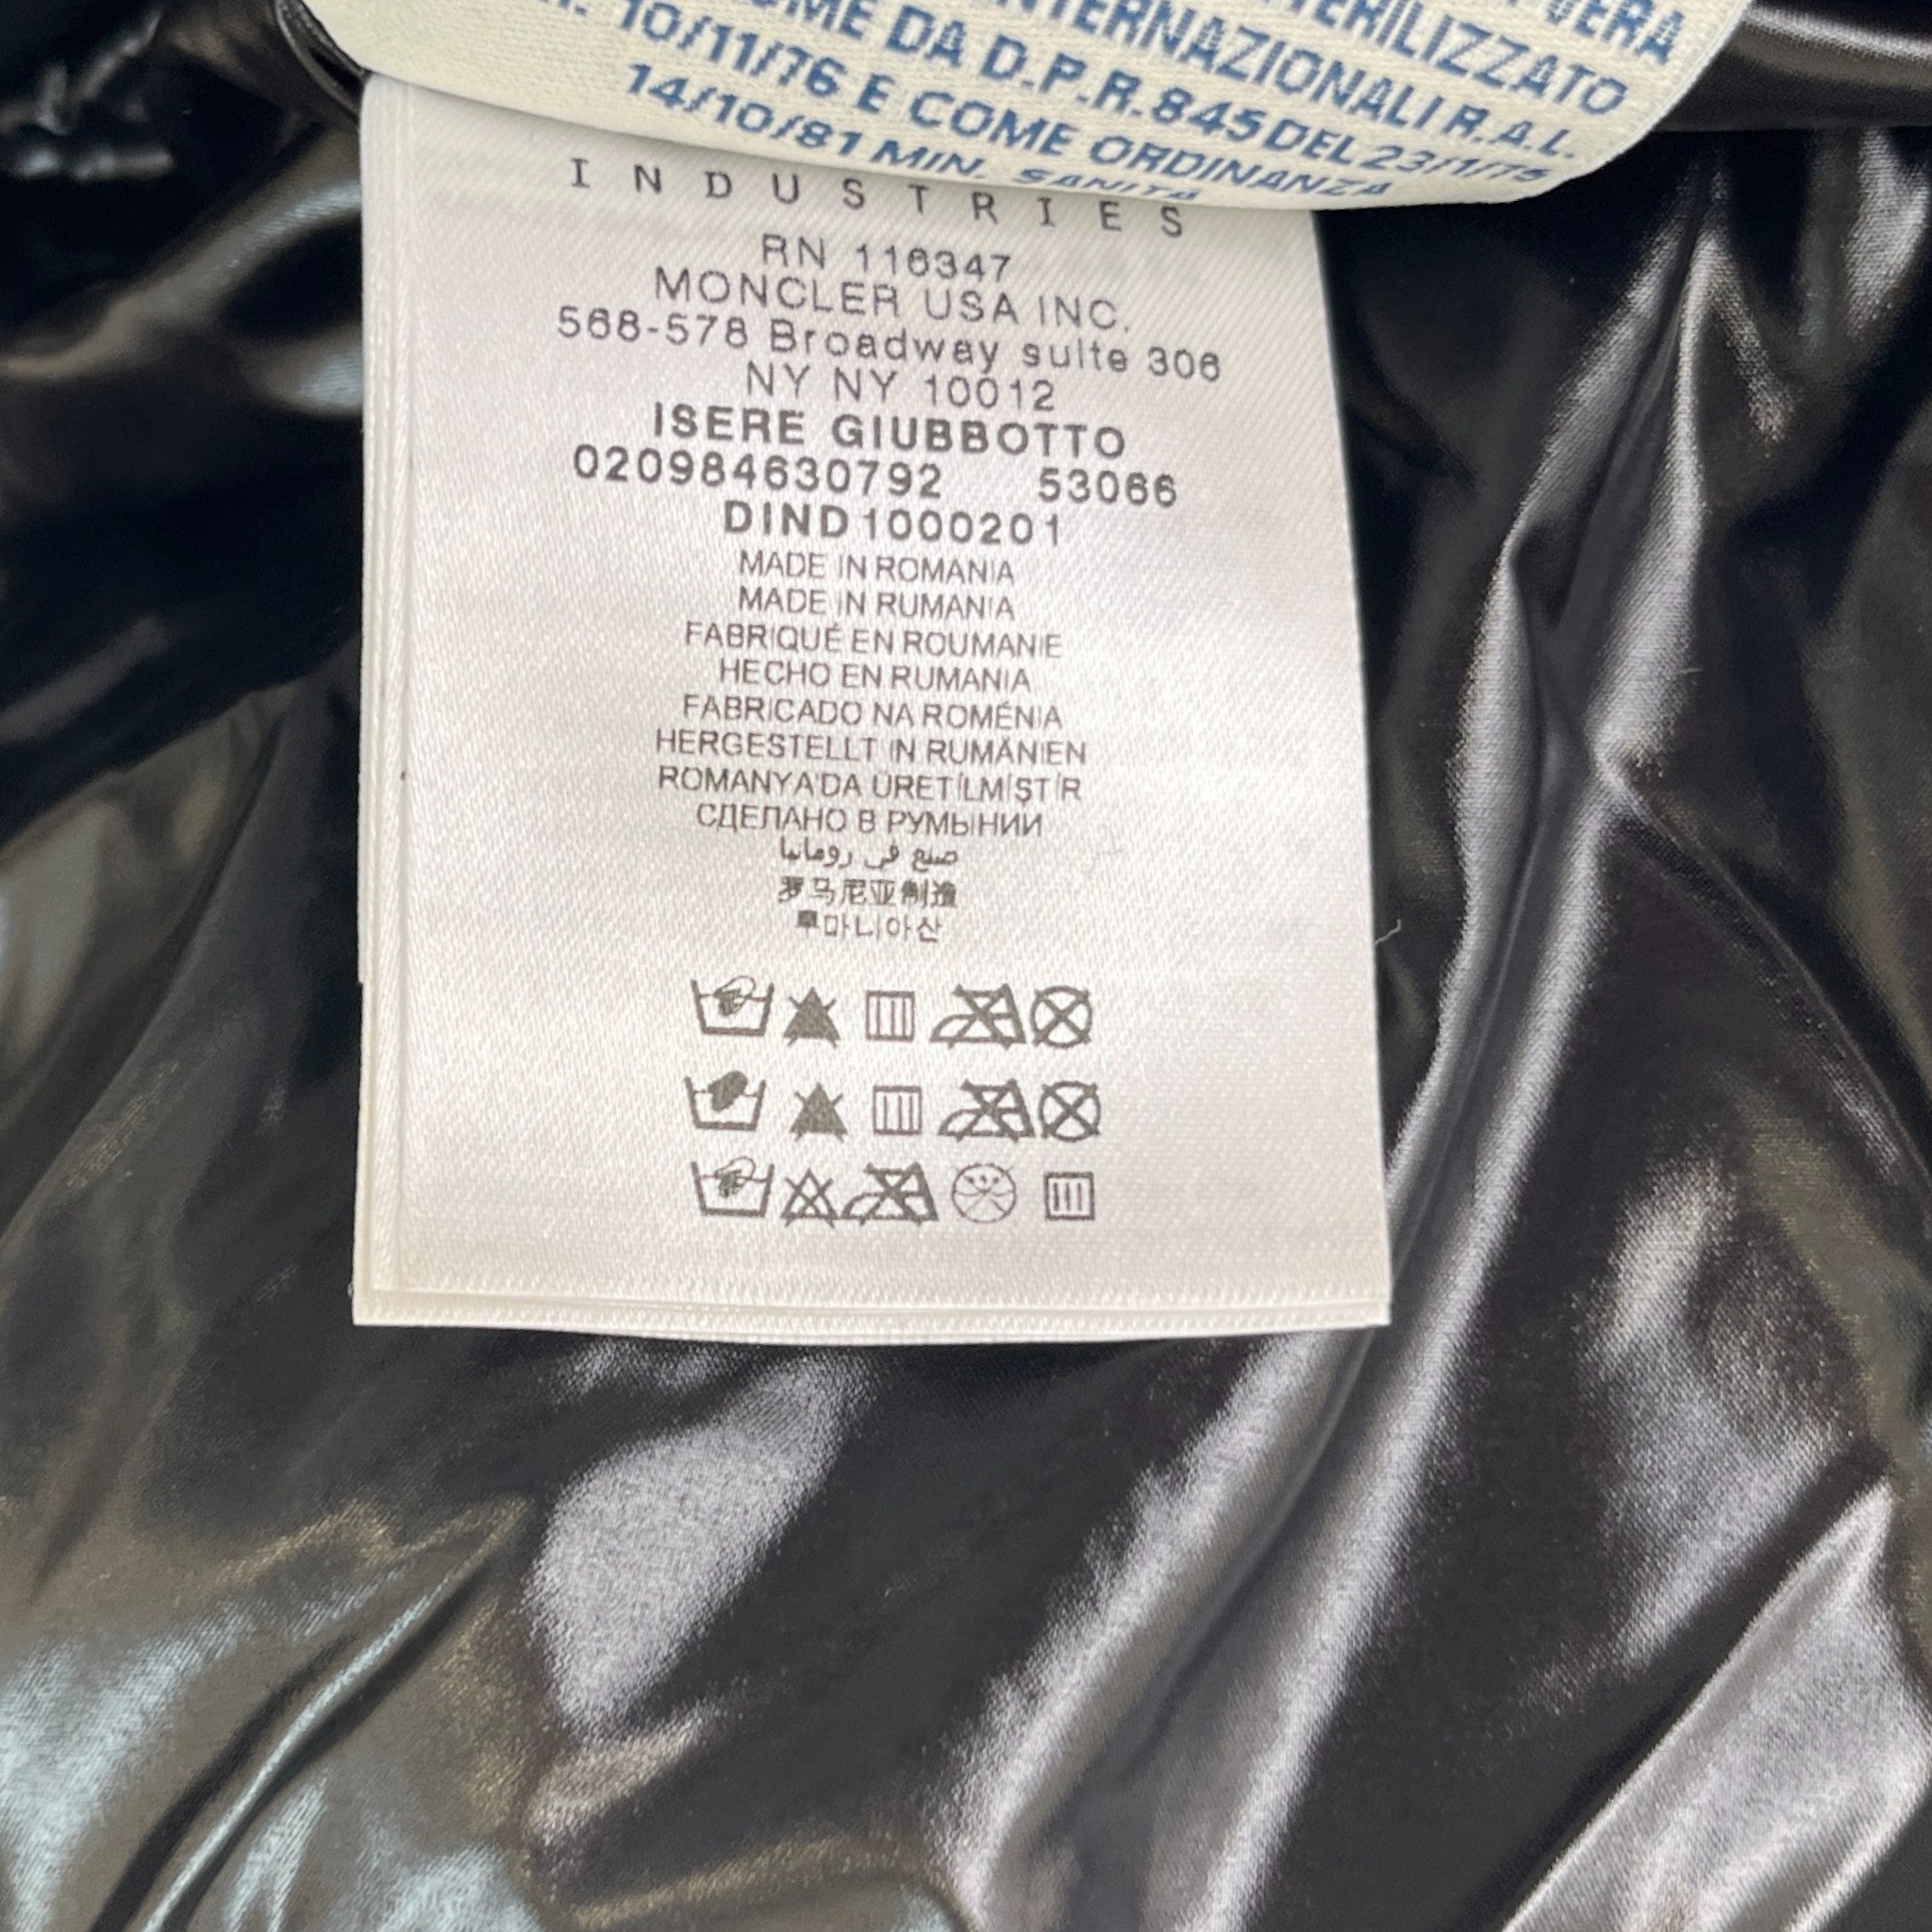 VERA
STERILIZZATO
INTERNAZIONALI R.A.L.
COME DA D.P.R.845 DEL 23/1/75
10/11/76 E COME ORDINANZA
14/10/81 MIN. SANITA
INDUSTRIES
RN 116347
MONCLER USA INC.
568-578 Broadway suite 306
NY NY 10012
ISERE GIUBBOTTO
020984630792 53066
DIND1000201
MADE IN ROMANIA
MADE IN RUMANIA
FABRIQUÉ EN ROUMANIE
HECHO EN RUMANIA
FABRICADO NA ROMÉNIA
HERGESTELLT IN RUMÄNIEN
ROMANYA'DA ÜRETİLMİŞTİR
СДЕЛАНО В РУМЫНИИ
صنع في رومانيا
罗马尼亚制造
루마니아산